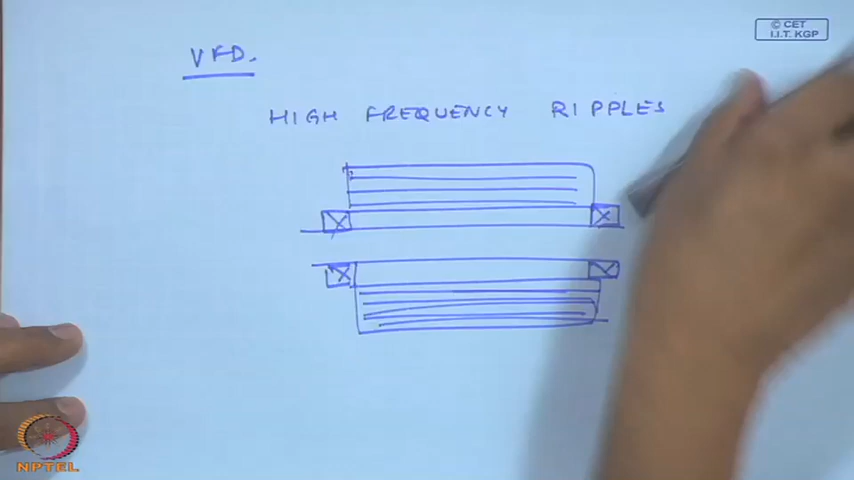 VFD.
© CET
I.I.T. KGP
HIGH FREQUENCY RIPPLES
NPTEL